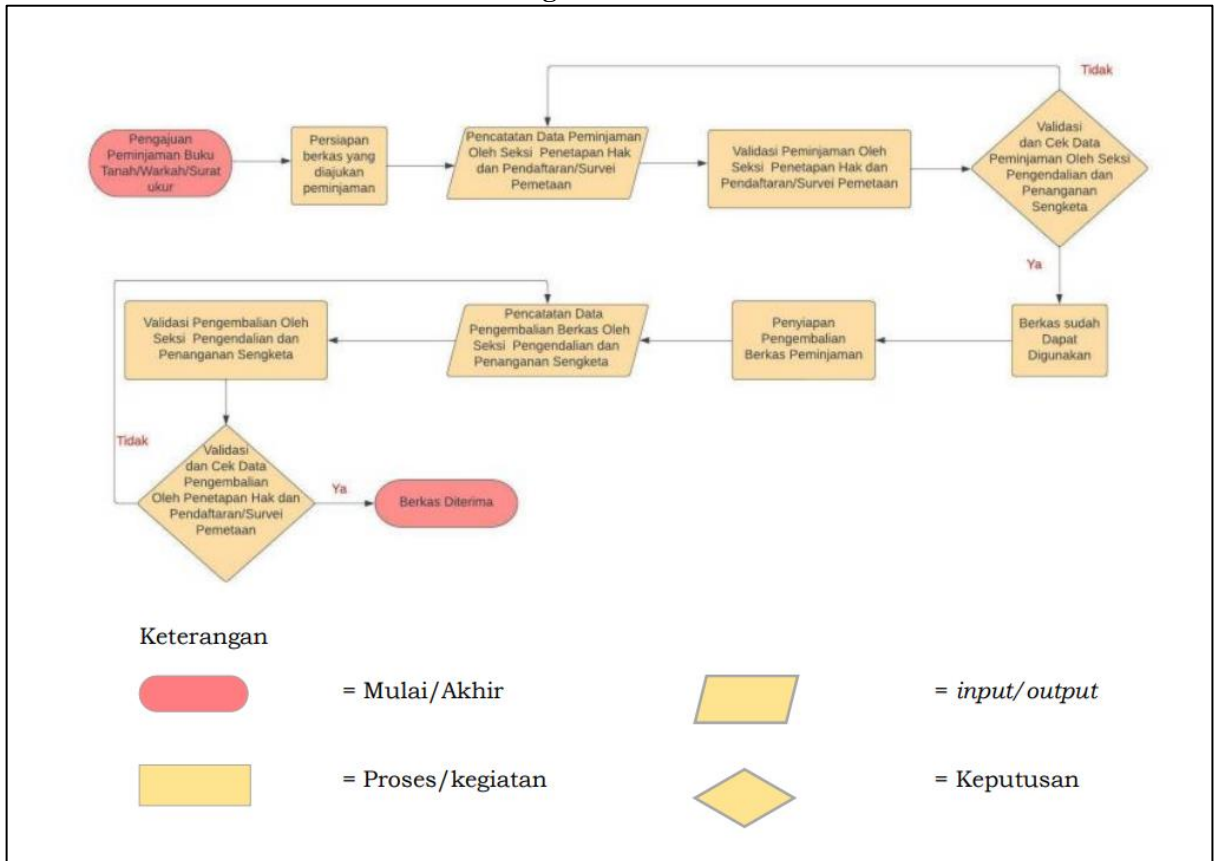 Pengajuan
Peminjaman Buku
Tanah/Warkah/Surat
ukur
Persiapan
berkas yang
diajukan
peminjaman
Pencatatan Data Peminjaman
Oleh Seksi Penetapan Hak
dan Pendaftaran/Survei
Pemetaan
Validasi Peminjaman Oleh
Seksi Penetapan Hak dan
Pendaftaran/Survei Pemetaan
Tidak
Validasi
dan Cek Data
Peminjaman Oleh Seksi
Pengendalian dan
Penanganan
Sengketa
Ya
Berkas sudah
Dapat
Digunakan
Penyiapan
Pengembalian
Berkas Peminjaman
Pencatatan Data
Pengembalian Berkas Oleh
Seksi Pengendalian dan
Penanganan Sengketa
Validasi Pengembalian Oleh
Seksi Pengendalian dan
Penanganan Sengketa
Tidak
Validasi
dan Cek Data
Pengembalian
Oleh Penetapan Hak dan
Pendaftaran/Survei
Pemetaan
Ya
Berkas Diterima
Keterangan
= Mulai/Akhir
= input/output
= Proses/kegiatan
= Keputusan